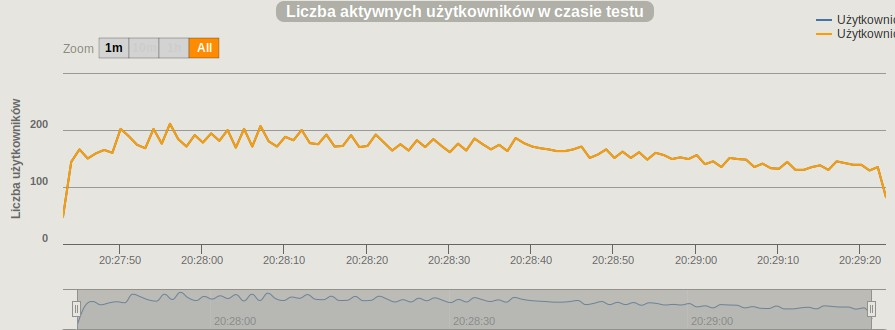 Liczba aktywnych użytkowników w czasie testu
Użytkownic
Użytkownic
Zoom 1m All
Liczba użytkowników
200
100
0
20:27:50 20:28:00 20:28:10 20:28:20 20:28:30 20:28:40 20:28:50 20:29:00 20:29:10 20:29:20
20:28:00 20:28:30 20:29:00